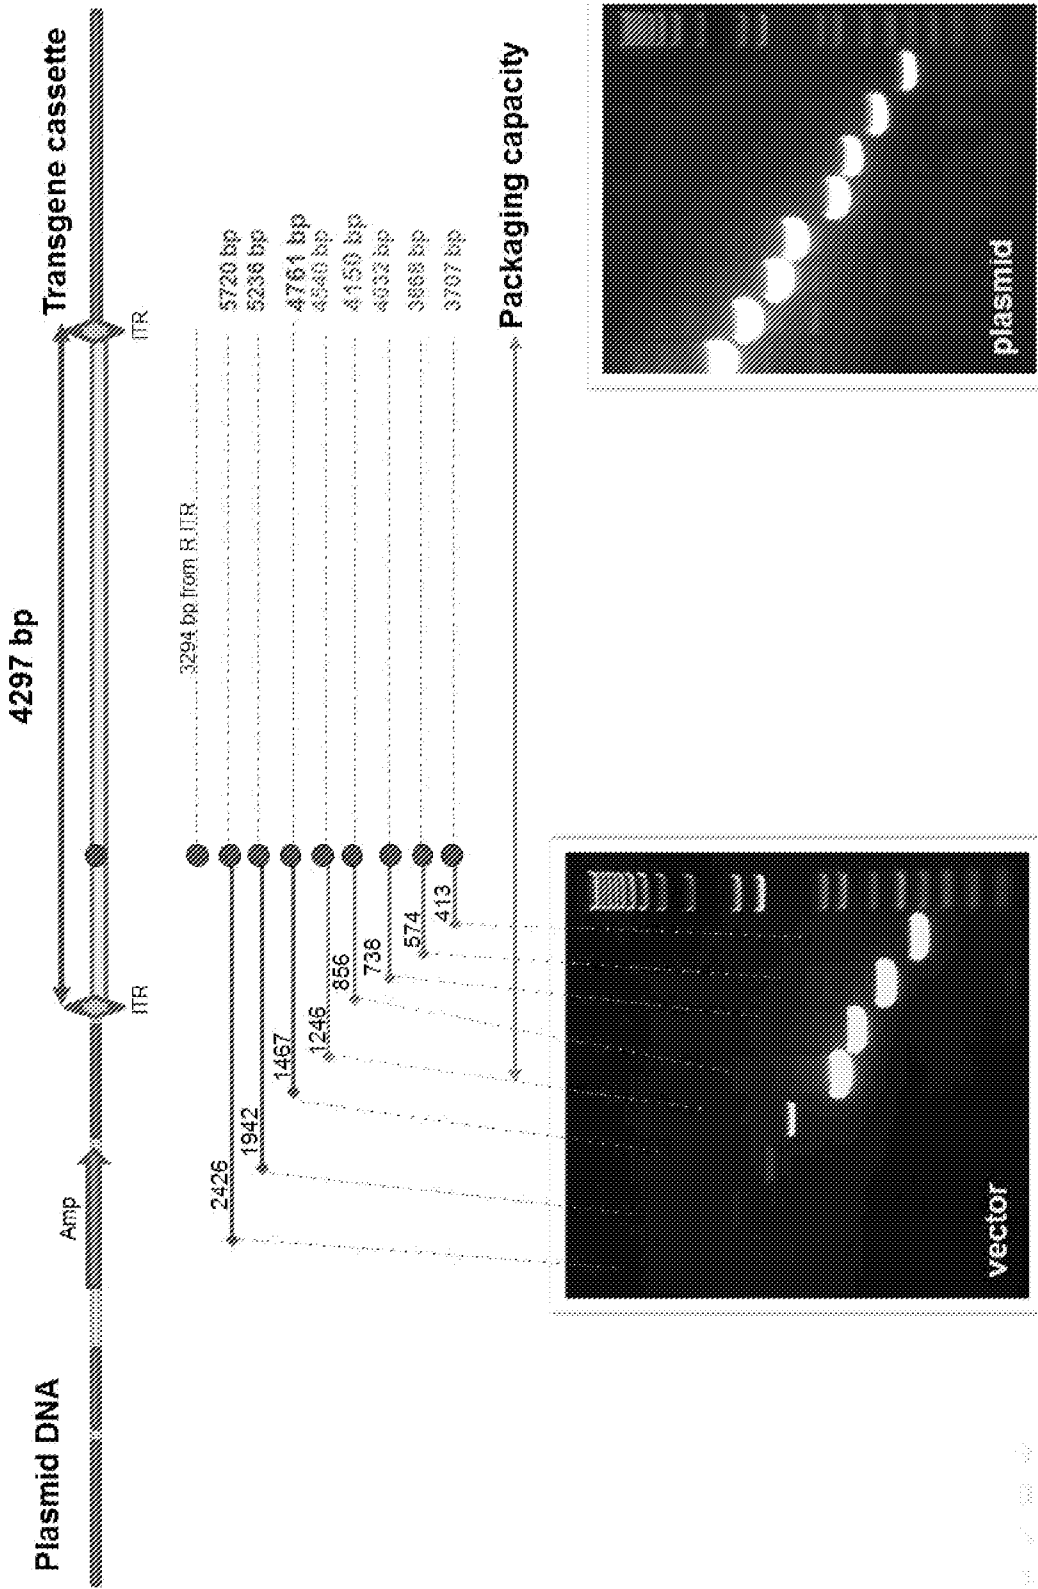 4297 bp
Plasmid DNA
Transgene cassette
Amp
ITR
ITR
3294 bp from R ITR
2426
5720 bp
1942
5236 bp
1467
4761 bp
1246
4540 bp
856
4150 bp
738
4032 bp
574
3868 bp
413
3707 bp
Packaging capacity
vector
plasmid